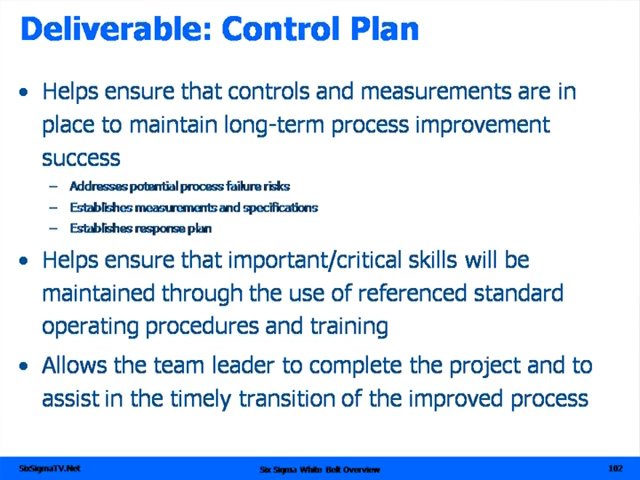 Deliverable: Control Plan
• Helps ensure that controls and measurements are in
place to maintain long-term process improvement
success
– Addresses potential process failure risks
– Establishes measurements and specifications
– Establishes response plan
• Helps ensure that important/critical skills will be
maintained through the use of referenced standard
operating procedures and training
• Allows the team leader to complete the project and to
assist in the timely transition of the improved process
SixSigmaTV.Net
Six Sigma White Belt Overview
102